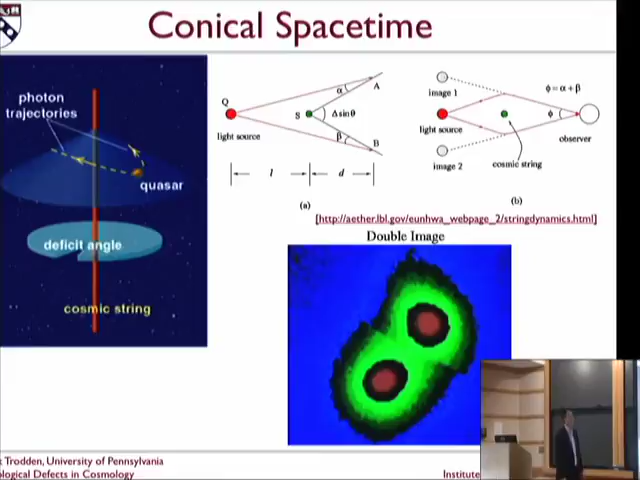 Conical Spacetime
photon
trajectories
quasar
deficit angle
cosmic string
Q
light source
α
A
S
Δsinθ
β
B
l
d
(a)
image 1
light source
image 2
cosmic string
ϕ = α + β
ϕ
observer
(b)
[http://aether.lbl.gov/eunhwa_webpage_2/stringdynamics.html]
Double Image
Trodden, University of Pennsylvania
ological Defects in Cosmology
Institute